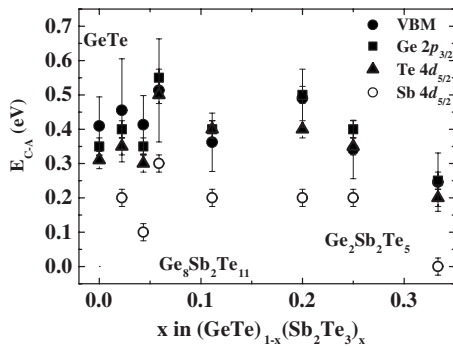 GeTe
VBM
Ge 2p3/2
Te 4d5/2
Sb 4d5/2
0.7
0.6
0.5
0.4
0.3
0.2
0.1
0.0
E_C-A (eV)
Ge8Sb2Te11
Ge2Sb2Te5
0.0 0.1 0.2 0.3
x in (GeTe)1-x(Sb2Te3)x